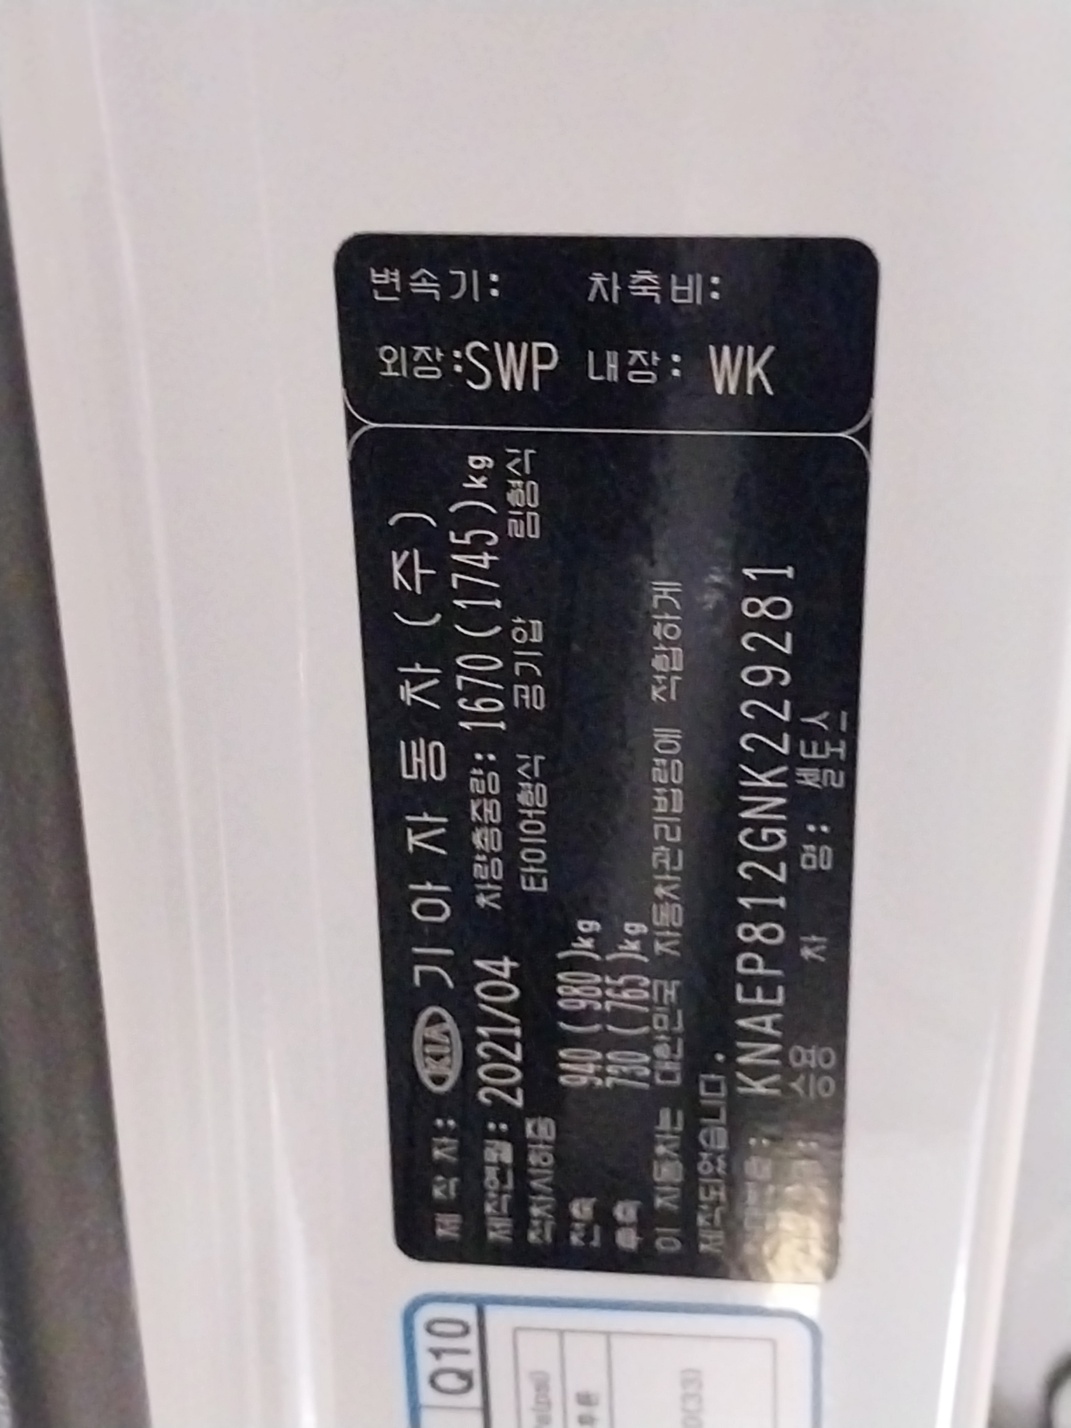 변속기: 차축비:
외장:SWP 내장: WK
제 작 자: KIA 기아자동차(주)
제작연월: 2021/04 차량총중량: 1670(1745)kg
적차시하중 타이어형식 공기압 림형식
전축 940 ( 980 )kg
후축 730 ( 765 )kg
이 자동차는 대한민국 자동차관리법령에 적합하게
제작되었습니다.
KNAEP812GNK229281
승용 차 명: 셀토스
Q10
0(33)